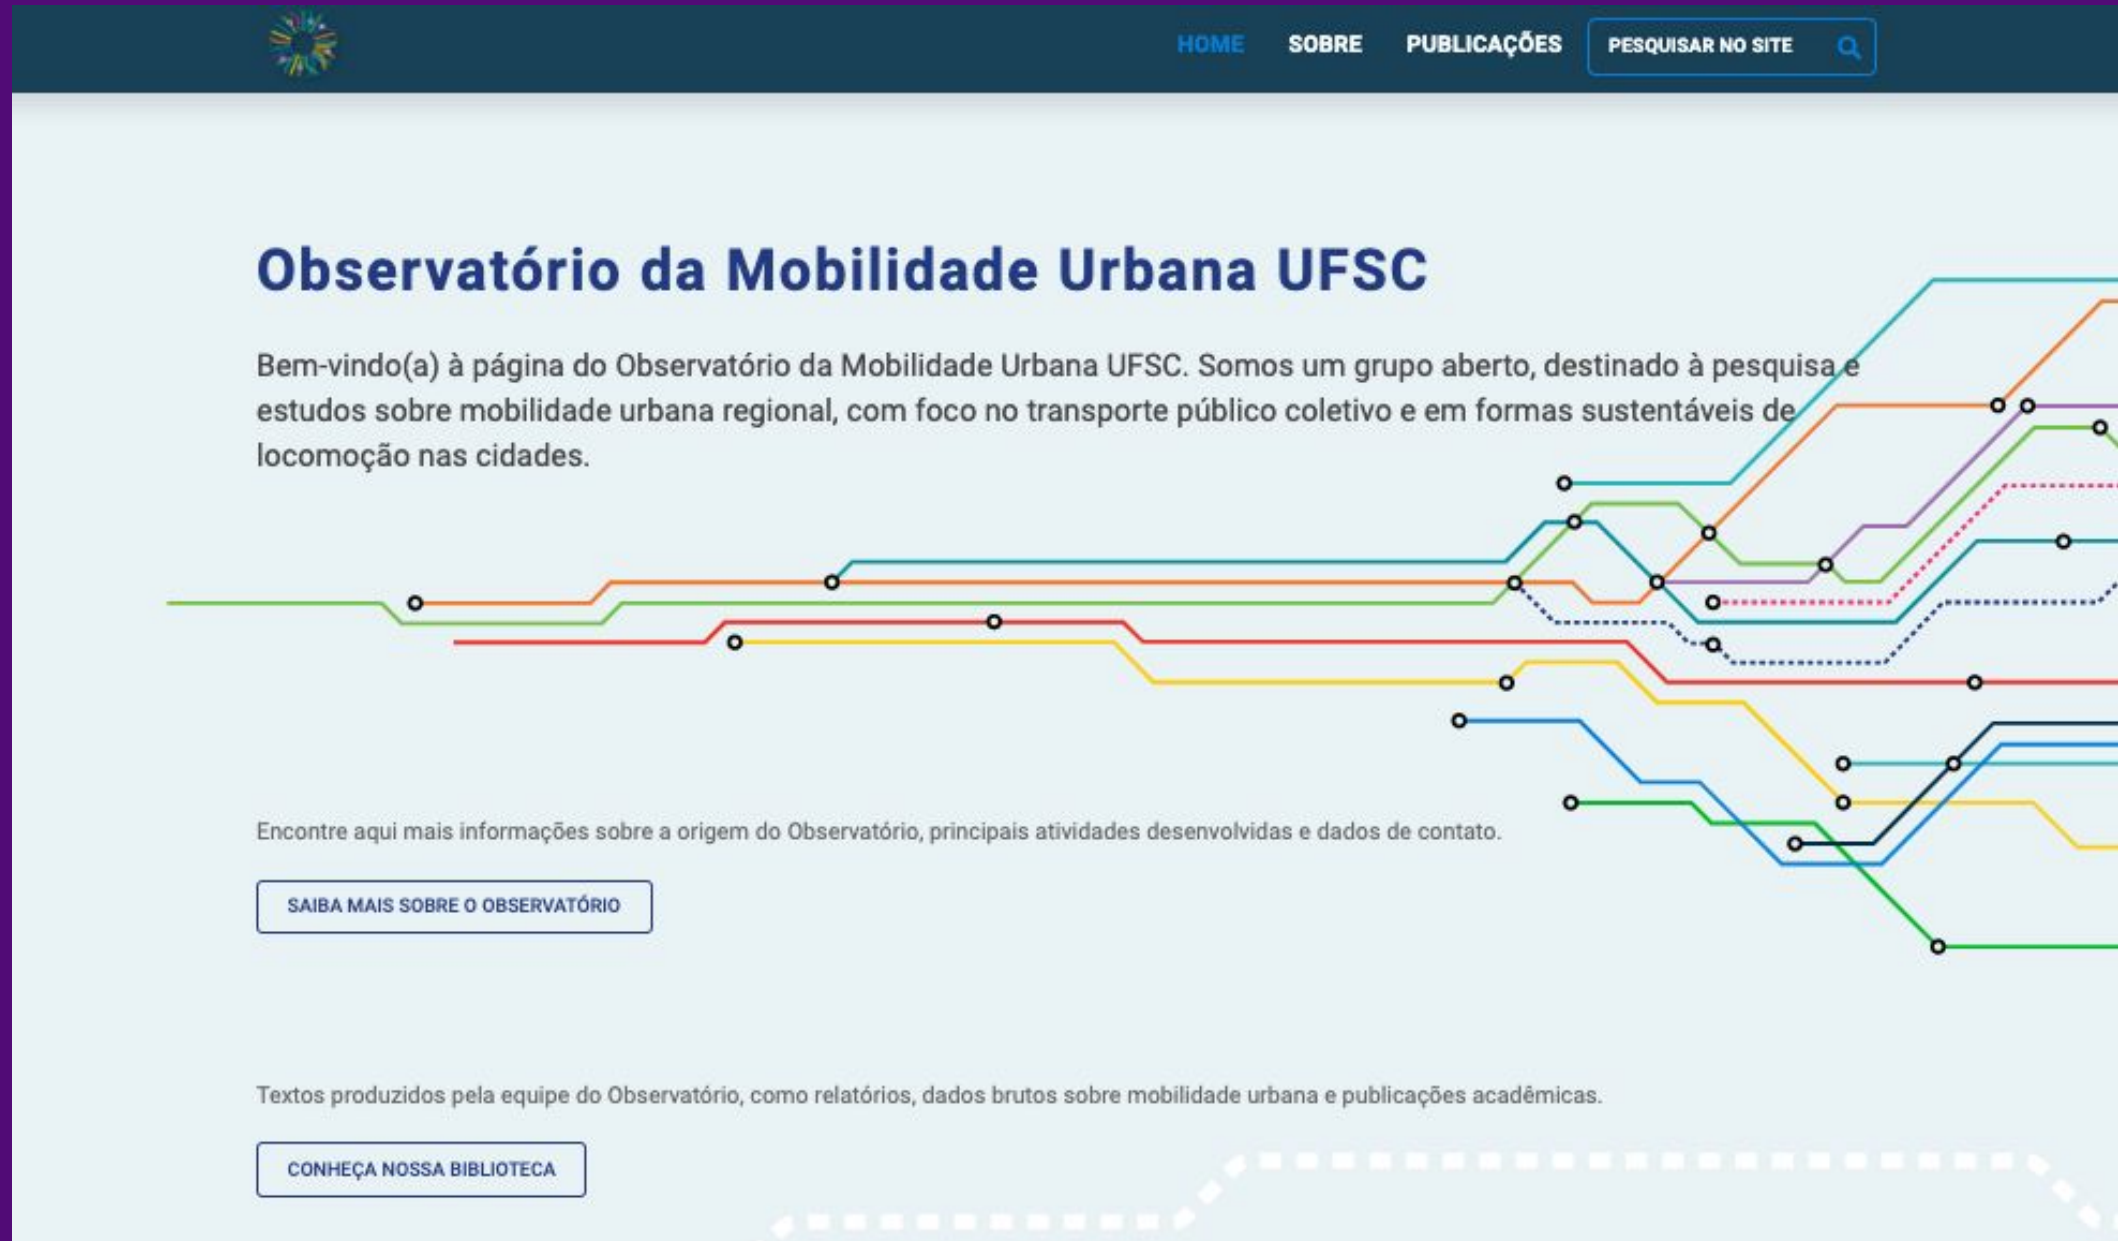 HOME SOBRE PUBLICAÇÕES PESQUISAR NO SITE
Observatório da Mobilidade Urbana UFSC
Bem-vindo(a) à página do Observatório da Mobilidade Urbana UFSC. Somos um grupo aberto, destinado à pesquisa e
estudos sobre mobilidade urbana regional, com foco no transporte público coletivo e em formas sustentáveis de
locomoção nas cidades.
Encontre aqui mais informações sobre a origem do Observatório, principais atividades desenvolvidas e dados de contato.
SAIBA MAIS SOBRE O OBSERVATÓRIO
Textos produzidos pela equipe do Observatório, como relatórios, dados brutos sobre mobilidade urbana e publicações acadêmicas.
CONHEÇA NOSSA BIBLIOTECA